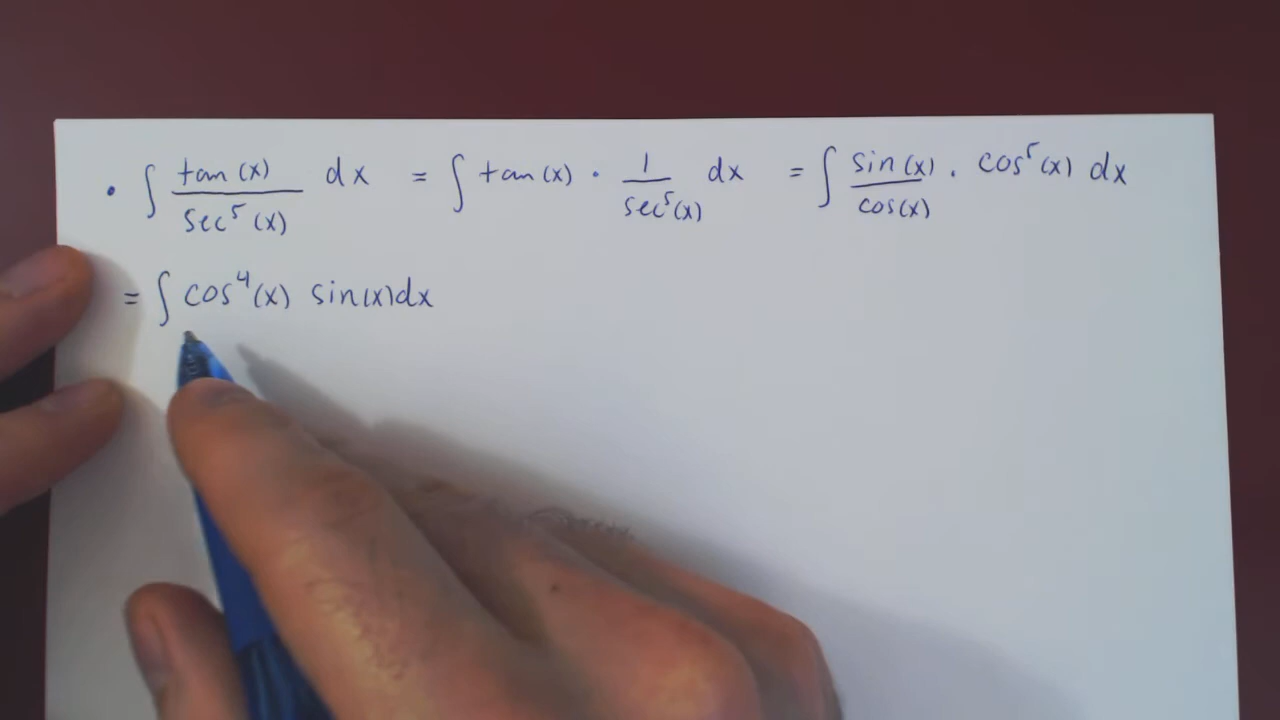 • ∫ tan(x)/sec⁵(x) dx = ∫ tan(x) · 1/sec⁵(x) dx = ∫ sin(x)/cos(x) · cos⁵(x) dx
= ∫ cos⁴(x) sin(x)dx